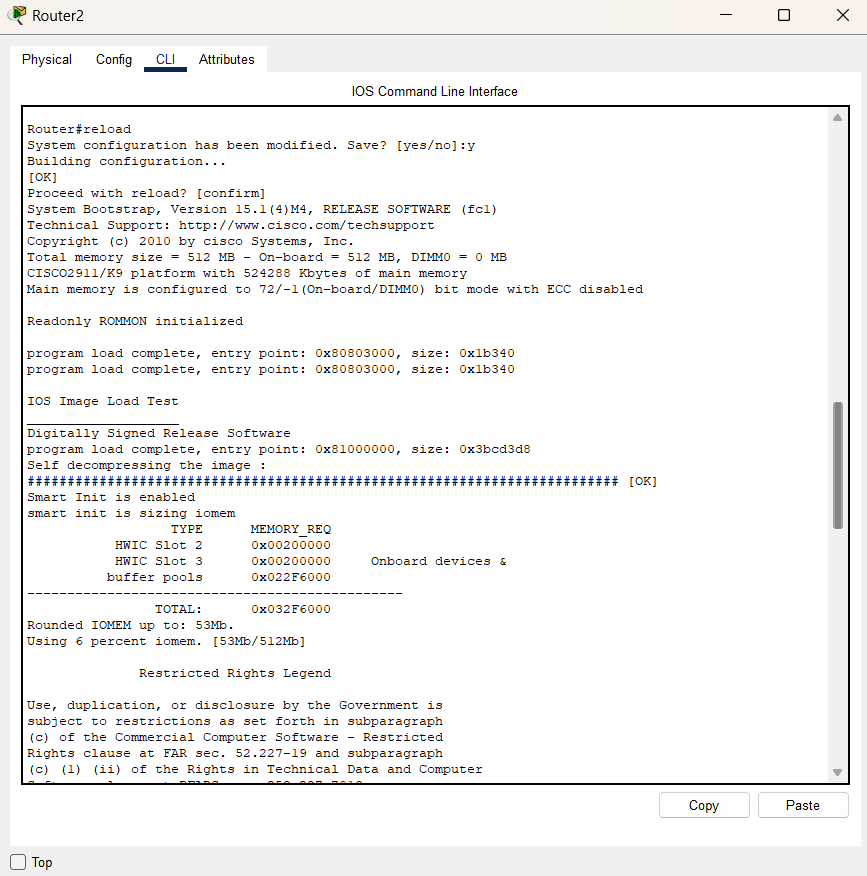 Router2
Physical Config CLI Attributes
IOS Command Line Interface
Router#reload
System configuration has been modified. Save? [yes/no]:y
Building configuration...
[OK]
Proceed with reload? [confirm]
System Bootstrap, Version 15.1(4)M4, RELEASE SOFTWARE (fc1)
Technical Support: http://www.cisco.com/techsupport
Copyright (c) 2010 by cisco Systems, Inc.
Total memory size = 512 MB - On-board = 512 MB, DIMM0 = 0 MB
CISCO2911/K9 platform with 524288 Kbytes of main memory
Main memory is configured to 72/-1(On-board/DIMM0) bit mode with ECC disabled
Readonly ROMMON initialized
program load complete, entry point: 0x80803000, size: 0x1b340
program load complete, entry point: 0x80803000, size: 0x1b340
IOS Image Load Test
___________________
Digitally Signed Release Software
program load complete, entry point: 0x81000000, size: 0x3bcd3d8
Self decompressing the image :
########################################################################## [OK]
Smart Init is enabled
smart init is sizing iomem
TYPE MEMORY_REQ
HWIC Slot 2 0x00200000
HWIC Slot 3 0x00200000 Onboard devices &
buffer pools 0x022F6000
-----------------------------------------------
TOTAL: 0x032F6000
Rounded IOMEM up to: 53Mb.
Using 6 percent iomem. [53Mb/512Mb]
Restricted Rights Legend
Use, duplication, or disclosure by the Government is
subject to restrictions as set forth in subparagraph
(c) of the Commercial Computer Software - Restricted
Rights clause at FAR sec. 52.227-19 and subparagraph
(c) (1) (ii) of the Rights in Technical Data and Computer
Copy Paste
Top